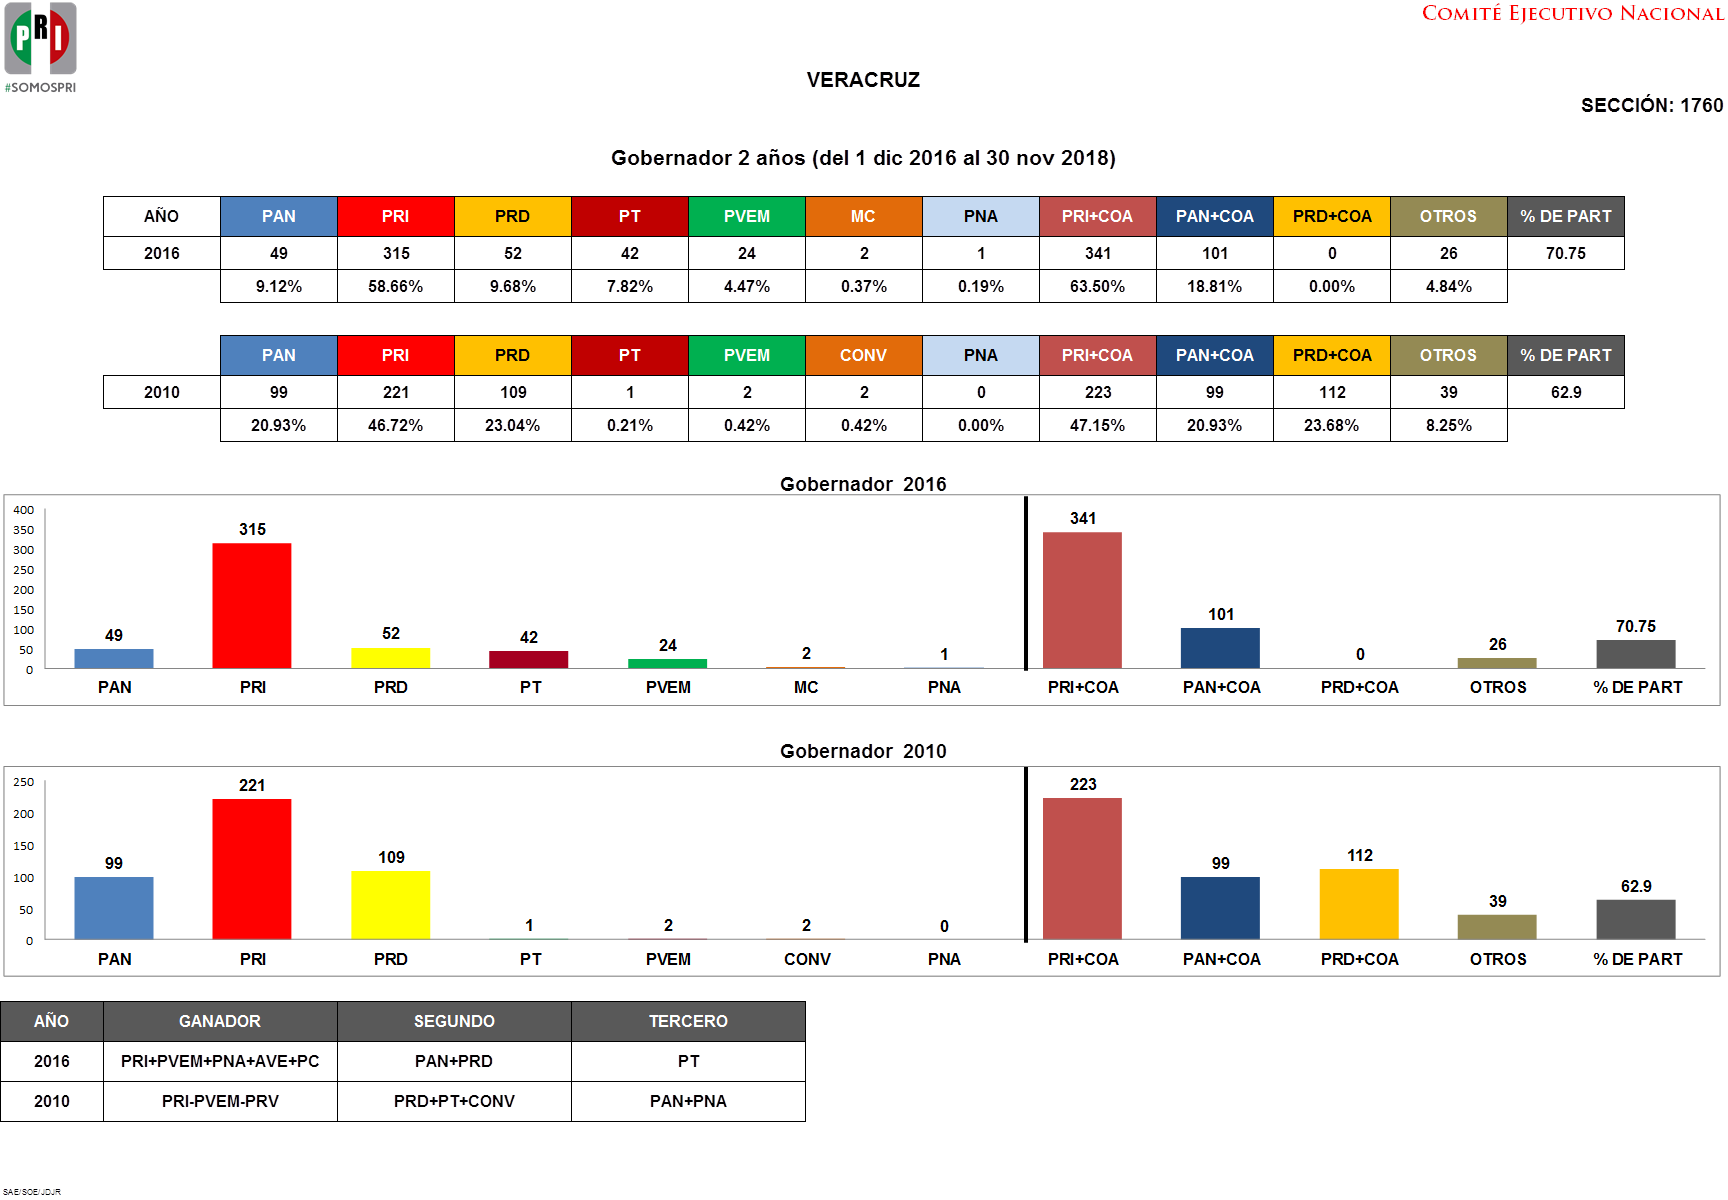 PRI
#SOMOSPRI
COMITÉ EJECUTIVO NACIONAL
VERACRUZ
SECCIÓN: 1760
Gobernador 2 años (del 1 dic 2016 al 30 nov 2018)
AÑO PAN PRI PRD PT PVEM MC PNA PRI+COA PAN+COA PRD+COA OTROS % DE PART
2016 49 315 52 42 24 2 1 341 101 0 26 70.75
9.12% 58.66% 9.68% 7.82% 4.47% 0.37% 0.19% 63.50% 18.81% 0.00% 4.84%
PAN PRI PRD PT PVEM CONV PNA PRI+COA PAN+COA PRD+COA OTROS % DE PART
2010 99 221 109 1 2 2 0 223 99 112 39 62.9
20.93% 46.72% 23.04% 0.21% 0.42% 0.42% 0.00% 47.15% 20.93% 23.68% 8.25%
Gobernador 2016
400
350
300
250
200
150
100
50
0
49 315 52 42 24 2 1 341 101 0 26 70.75
PAN PRI PRD PT PVEM MC PNA PRI+COA PAN+COA PRD+COA OTROS % DE PART
Gobernador 2010
250
200
150
100
50
0
99 221 109 1 2 2 0 223 99 112 39 62.9
PAN PRI PRD PT PVEM CONV PNA PRI+COA PAN+COA PRD+COA OTROS % DE PART
AÑO GANADOR SEGUNDO TERCERO
2016 PRI+PVEM+PNA+AVE+PC PAN+PRD PT
2010 PRI-PVEM-PRV PRD+PT+CONV PAN+PNA
SAE/SOE/JDJR